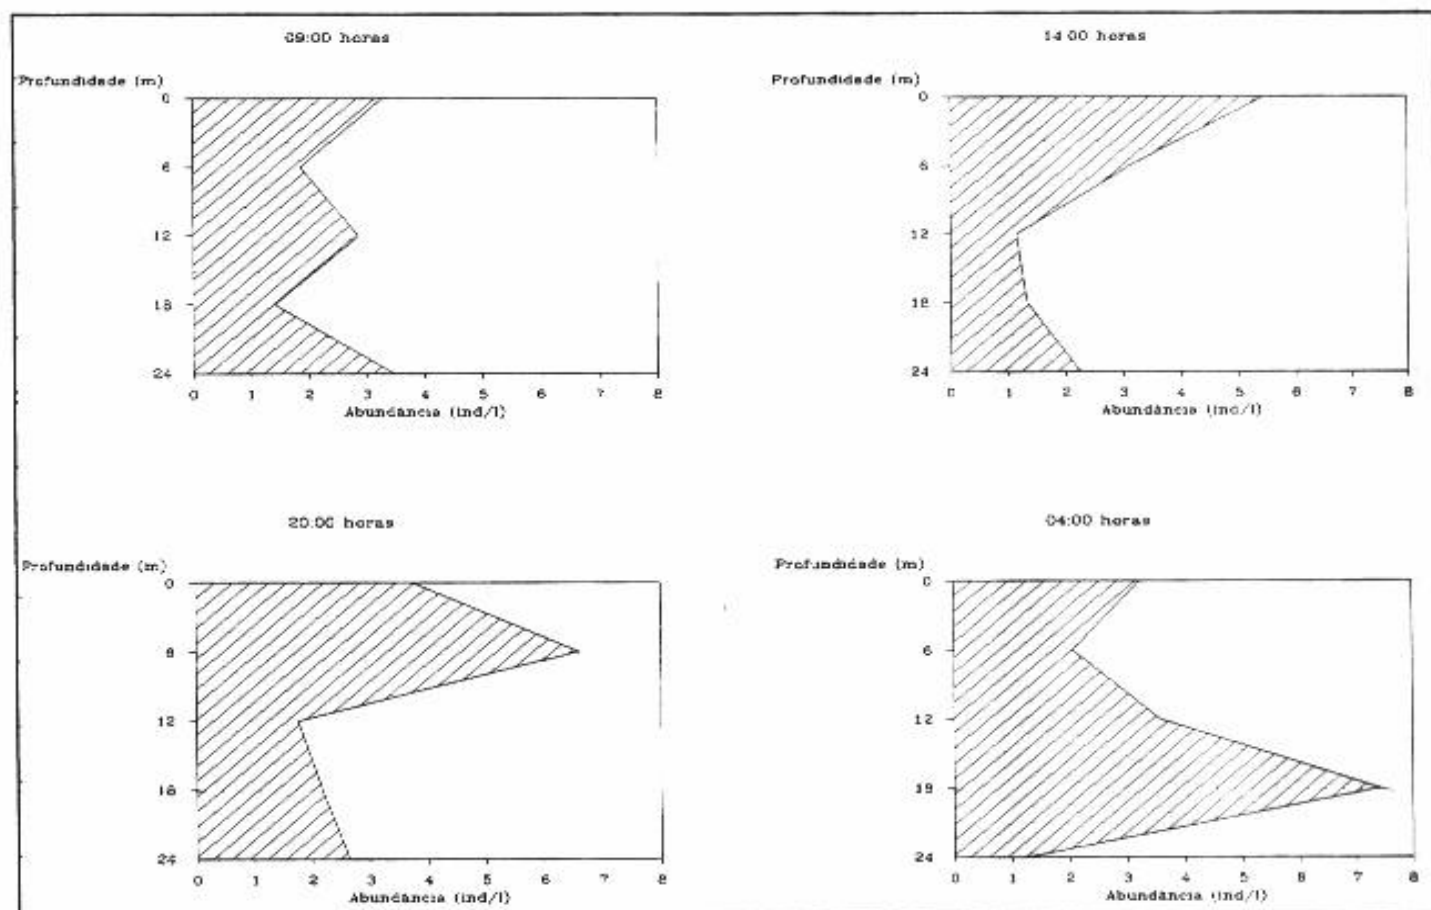 09:00 horas
Profundidade (m)
0
6
12
18
24
0 1 2 3 4 5 6 7 8
Abundância (ind/l)
14:00 horas
Profundidade (m)
0
6
12
18
24
0 1 2 3 4 5 6 7 8
Abundância (ind/l)
20:00 horas
Profundidade (m)
0
6
12
18
24
0 1 2 3 4 5 6 7 8
Abundância (ind/l)
04:00 horas
Profundidade (m)
0
6
12
18
24
0 1 2 3 4 5 6 7 8
Abundância (ind/l)